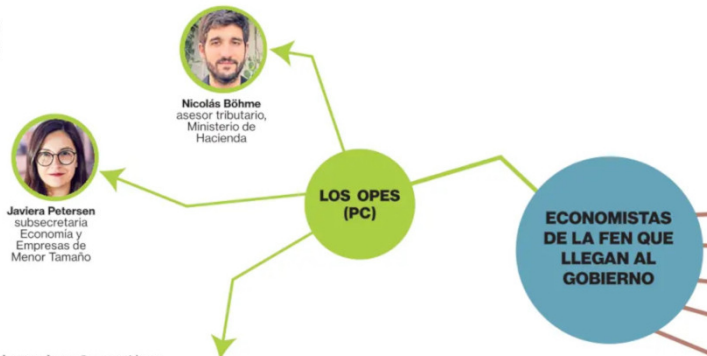 Nicolás Böhme
asesor tributario,
Ministerio de
Hacienda
Javiera Petersen
subsecretaria
Economía y
Empresas de
Menor Tamaño
LOS OPES
(PC)
ECONOMISTAS
DE LA FEN QUE
LLEGAN AL
GOBIERNO